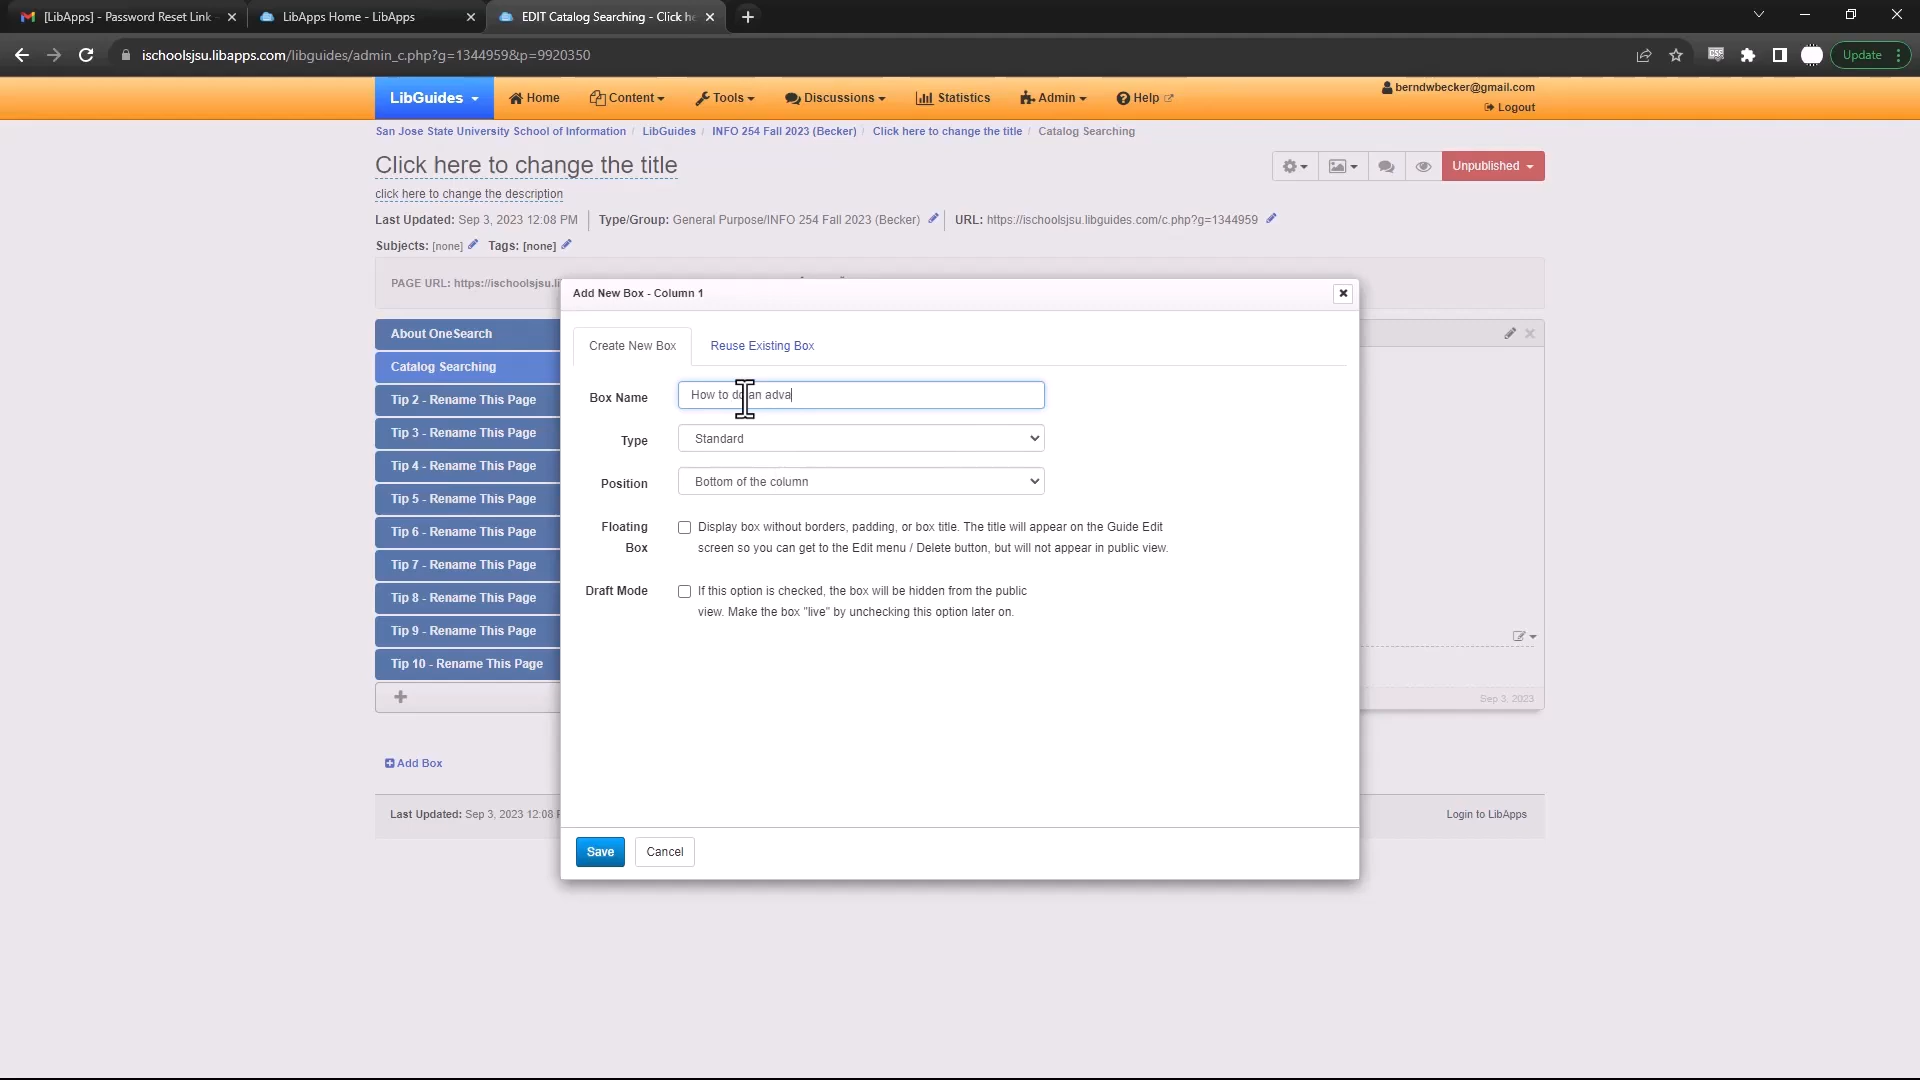 [LibApps] - Password Reset Link
LibApps Home - LibApps
EDIT Catalog Searching - Click he
ischoolsjsu.libapps.com/libguides/admin_c.php?g=1344959&p=9920350
Update
LibGuides
Home
Content
Tools
Discussions
Statistics
Admin
Help
berndwbecker@gmail.com
Logout
San Jose State University School of Information / LibGuides / INFO 254 Fall 2023 (Becker) / Click here to change the title / Catalog Searching
Click here to change the title
Unpublished
click here to change the description
Last Updated: Sep 3, 2023 12:08 PM
Type/Group: General Purpose/INFO 254 Fall 2023 (Becker)
URL: https://ischoolsjsu.libguides.com/c.php?g=1344959
Subjects: [none] Tags: [none]
PAGE URL: https://ischoolsjsu.li
Add New Box - Column 1
About OneSearch
Catalog Searching
Tip 2 - Rename This Page
Tip 3 - Rename This Page
Tip 4 - Rename This Page
Tip 5 - Rename This Page
Tip 6 - Rename This Page
Tip 7 - Rename This Page
Tip 8 - Rename This Page
Tip 9 - Rename This Page
Tip 10 - Rename This Page
Create New Box
Reuse Existing Box
Box Name
How to do an adva
Type
Standard
Position
Bottom of the column
Floating
Box
Display box without borders, padding, or box title. The title will appear on the Guide Edit
screen so you can get to the Edit menu / Delete button, but will not appear in public view.
Draft Mode
If this option is checked, the box will be hidden from the public
view. Make the box "live" by unchecking this option later on.
Sep 3, 2023
Add Box
Last Updated: Sep 3, 2023 12:08 P
Login to LibApps
Save
Cancel